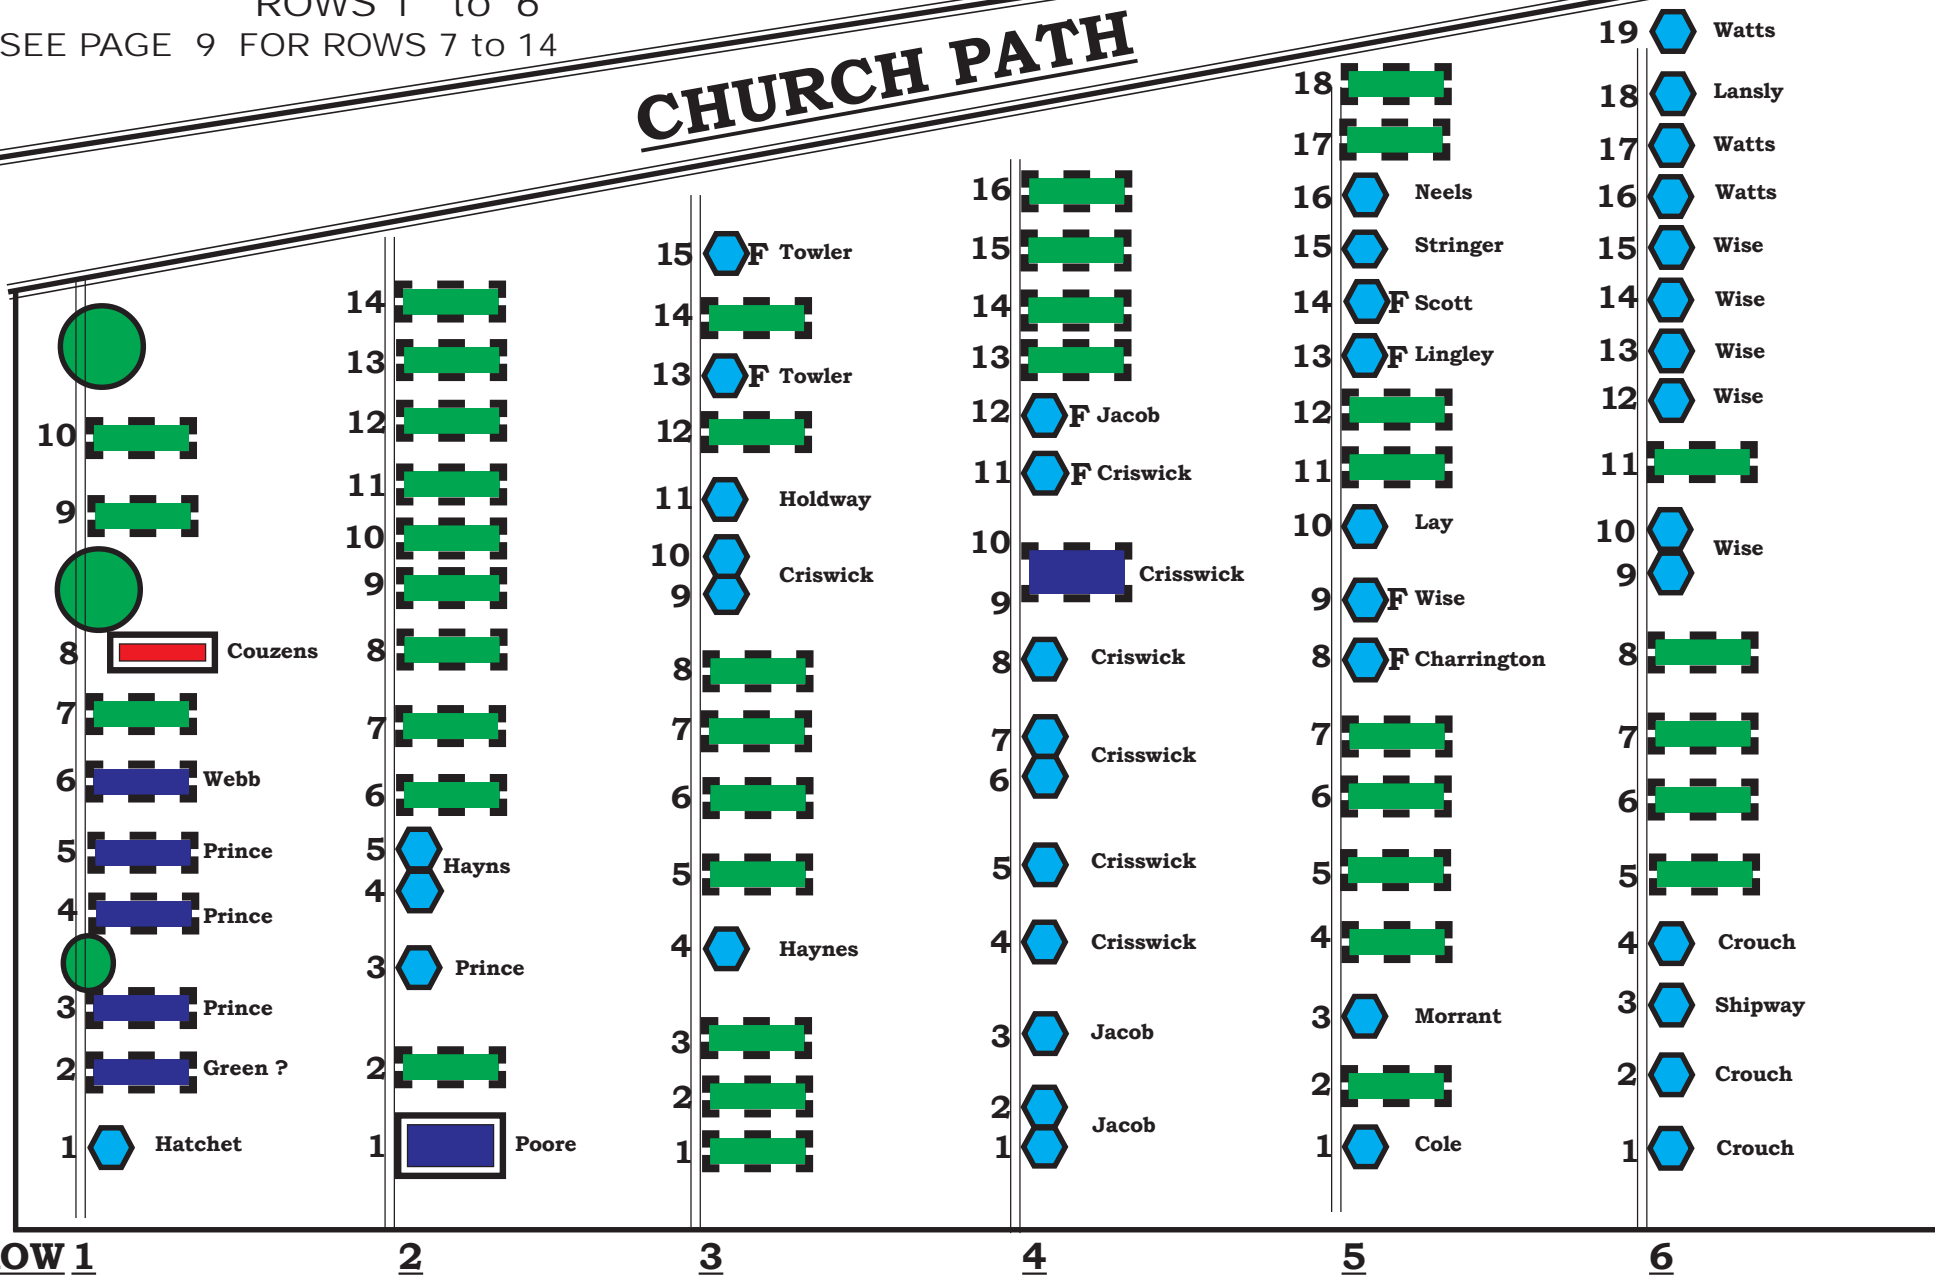 ROWS 1 to 6
SEE PAGE 9 FOR ROWS 7 to 14
CHURCH PATH
10
9
8 Couzens
7
6 Webb
5 Prince
4 Prince
3 Prince
2 Green ?
1 Hatchet
14
13
12
11
10
9
8
7
6
5
Hayns
4
3 Prince
2
1 Poore
15 F Towler
14
13 F Towler
12
11 Holdway
10
Criswick
9
8
7
6
5
4 Haynes
3
2
1
16
15
14
13
12 F Jacob
11 F Criswick
10
Crisswick
9
8 Criswick
7
Crisswick
6
5 Crisswick
4 Crisswick
3 Jacob
2
Jacob
1
18
17
16 Neels
15 Stringer
14 F Scott
13 F Lingley
12
11
10 Lay
9 F Wise
8 F Charrington
7
6
5
4
3 Morrant
2
1 Cole
19 Watts
18 Lansly
17 Watts
16 Watts
15 Wise
14 Wise
13 Wise
12 Wise
11
10
Wise
9
8
7
6
5
4 Crouch
3 Shipway
2 Crouch
1 Crouch
OW 1 2 3 4 5 6